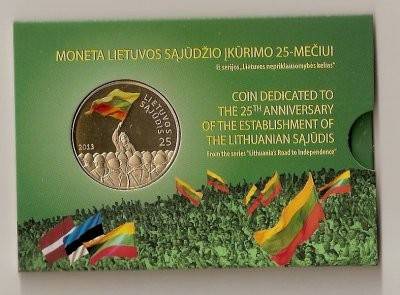 MONETA LIETUVOS SĄJŪDŽIO ĮKŪRIMO 25-MEČIUI
Iš serijos „Lietuvos nepriklausomybės kelias“
COIN DEDICATED TO
THE 25TH ANNIVERSARY
OF THE ESTABLISHMENT OF
THE LITHUANIAN SĄJŪDIS
From the series "Lithuania's Road to Independence"
LIETUVOS
SĄJŪDIS
25
2013